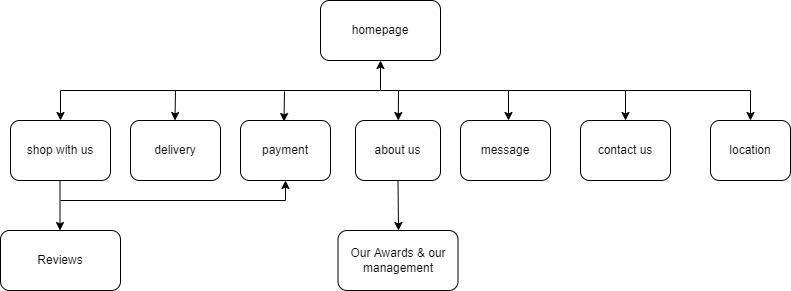 homepage
shop with us
delivery
payment
about us
message
contact us
location
Reviews
Our Awards & our
management